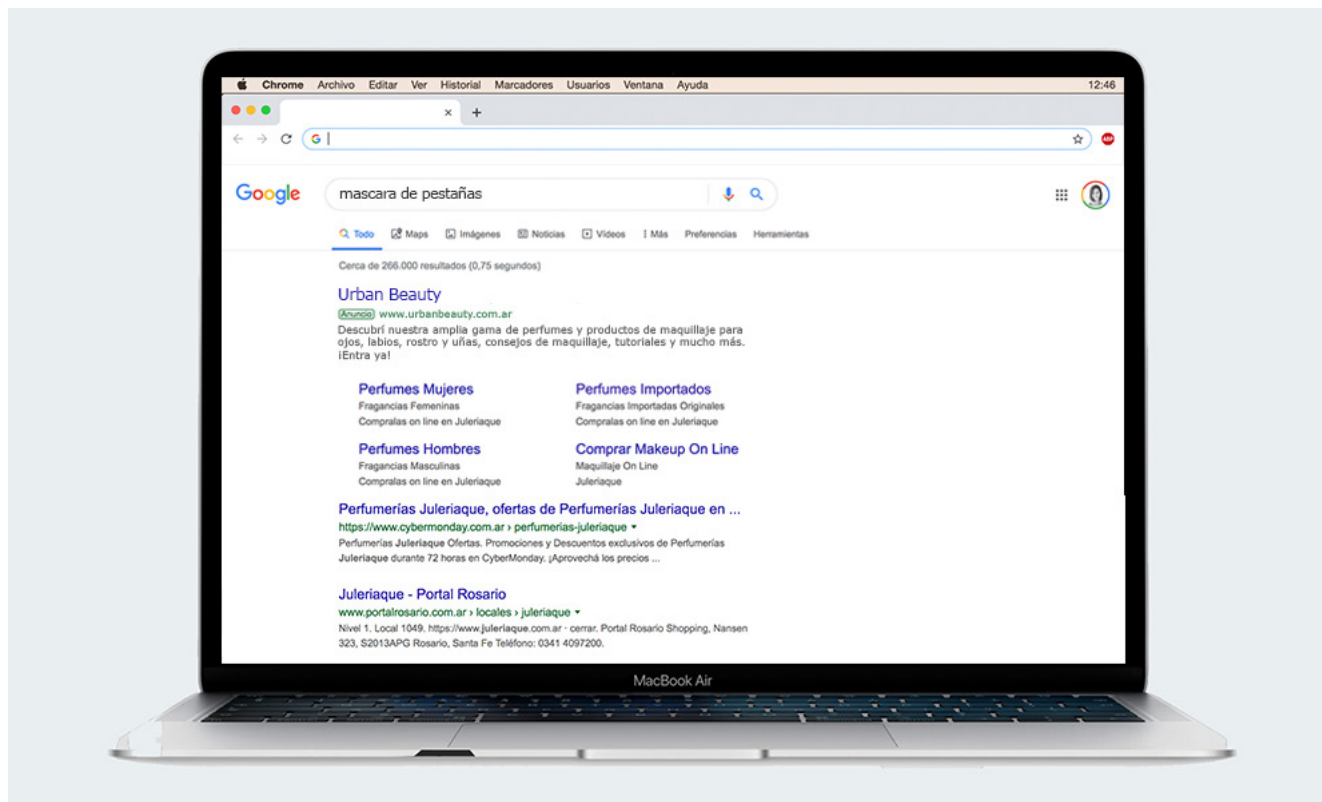 Chrome Archivo Editar Ver Historial Marcadores Usuarios Ventana Ayuda 12:46
Google mascara de pestañas
Todo Maps Imágenes Noticias Vídeos Más Preferencias Herramientas
Cerca de 266.000 resultados (0,75 segundos)
Urban Beauty
Anuncio www.urbanbeauty.com.ar
Descubrí nuestra amplia gama de perfumes y productos de maquillaje para
ojos, labios, rostro y uñas, consejos de maquillaje, tutoriales y mucho más.
¡Entra ya!
Perfumes Mujeres
Fragancias Femeninas
Compralas on line en Juleriaque
Perfumes Importados
Fragancias Importadas Originales
Compralas on line en Juleriaque
Perfumes Hombres
Fragancias Masculinas
Compralas on line en Juleriaque
Comprar Makeup On Line
Maquillaje On Line
Juleriaque
Perfumerías Juleriaque, ofertas de Perfumerías Juleriaque en ...
https://www.cybermonday.com.ar › perfumerias-juleriaque
Perfumerías Juleriaque Ofertas. Promociones y Descuentos exclusivos de Perfumerías
Juleriaque durante 72 horas en CyberMonday. ¡Aprovechá los precios ...
Juleriaque - Portal Rosario
www.portalrosario.com.ar › locales › juleriaque
Nivel 1. Local 1049. https://www.juleriaque.com.ar · cerrar. Portal Rosario Shopping, Nansen
323, S2013APG Rosario, Santa Fe Teléfono: 0341 4097200.
MacBook Air